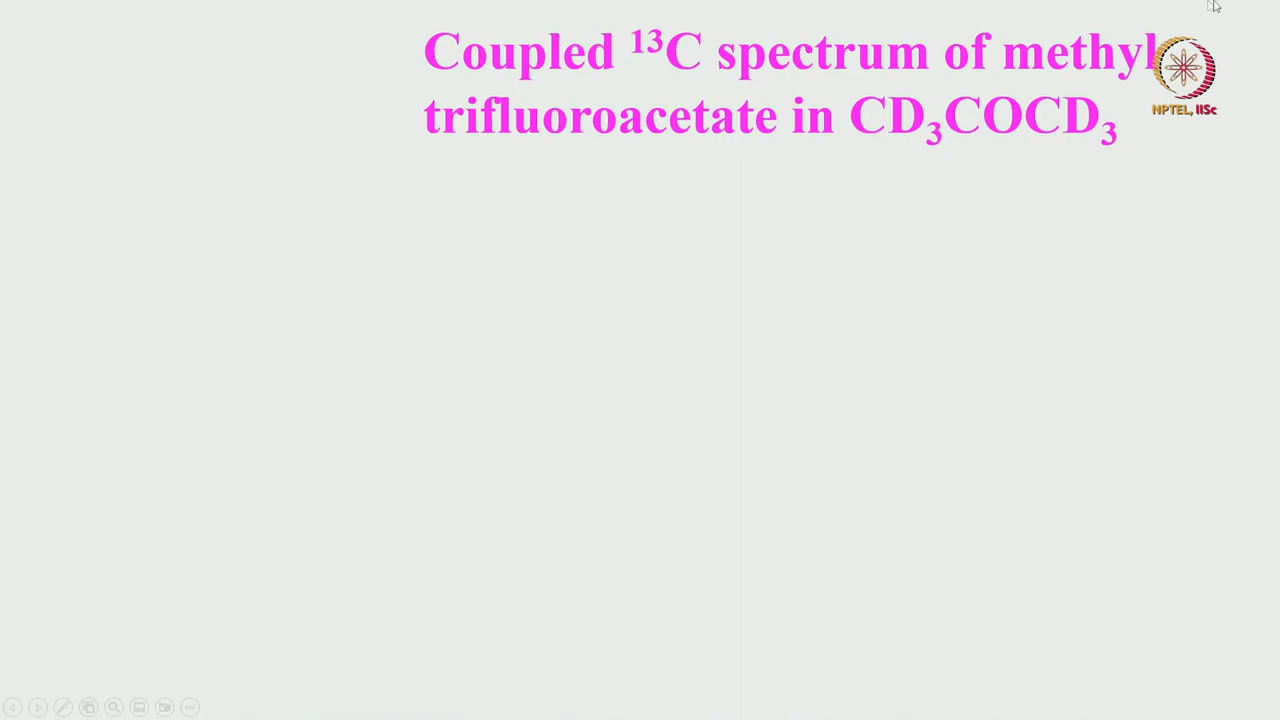 Coupled ¹³C spectrum of methyl
trifluoroacetate in CD₃COCD₃
NPTEL, IISc